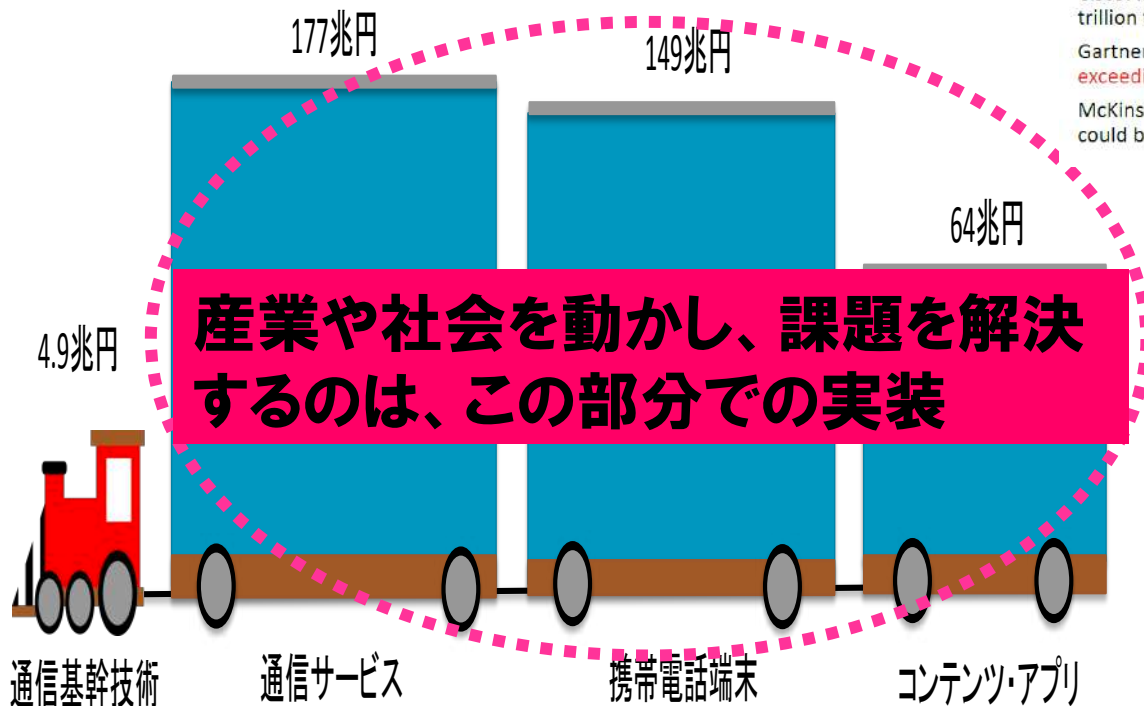 trillion
Gartner
exceedi
McKins
could b
177兆円
149兆円
64兆円
4.9兆円
産業や社会を動かし、課題を解決
するのは、この部分での実装
通信基幹技術
通信サービス
携帯電話端末
コンテンツ・アプリ